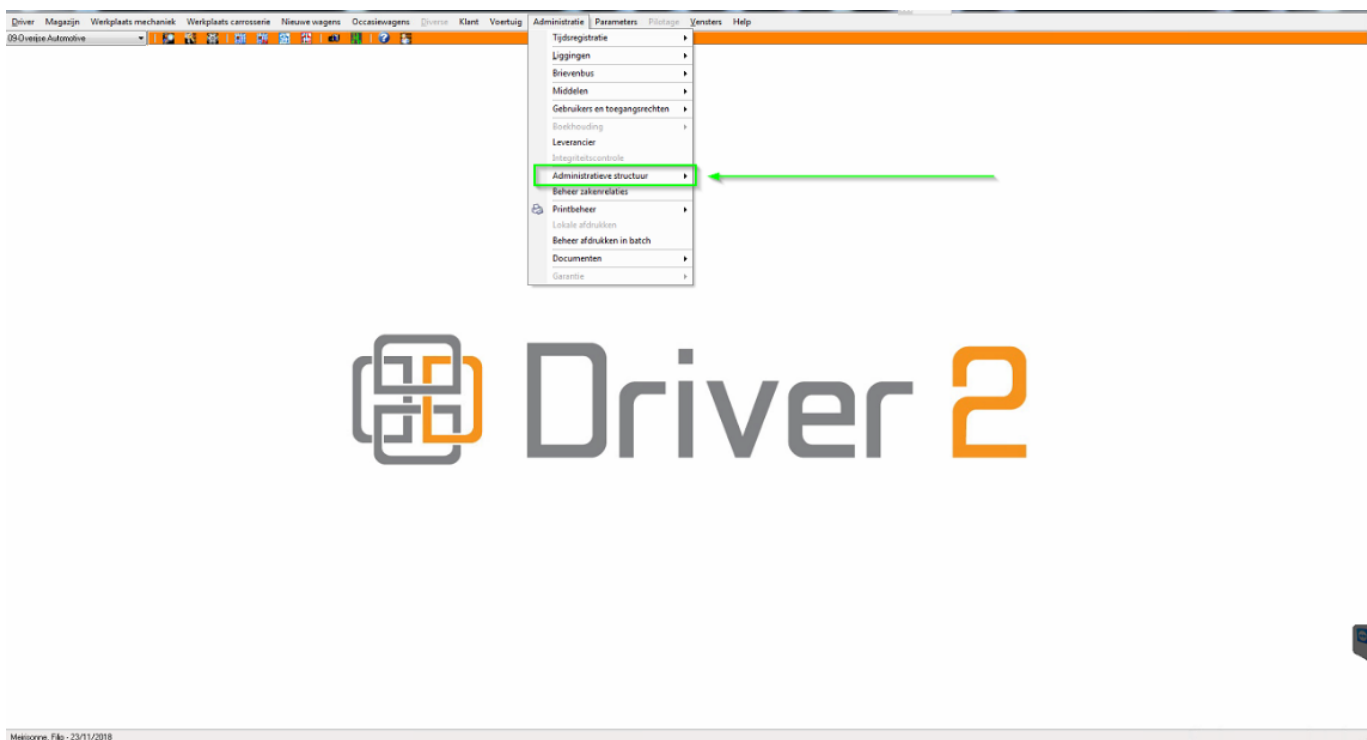 Driver Magazijn Werkplaats mechaniek Werkplaats carrosserie Nieuwe wagens Occasiewagens Diverse Klant Voertuig Administratie Parameters Pilotage Vensters Help
09-Overijse Automotive
Tijdsregistratie
Liggingen
Brievenbus
Middelen
Gebruikers en toegangsrechten
Boekhouding
Leverancier
Integriteitscontrole
Administratieve structuur
Beheer zakenrelaties
Printbeheer
Lokale afdrukken
Beheer afdrukken in batch
Documenten
Garantie
Driver 2
Meirsonne, Filip - 23/11/2018